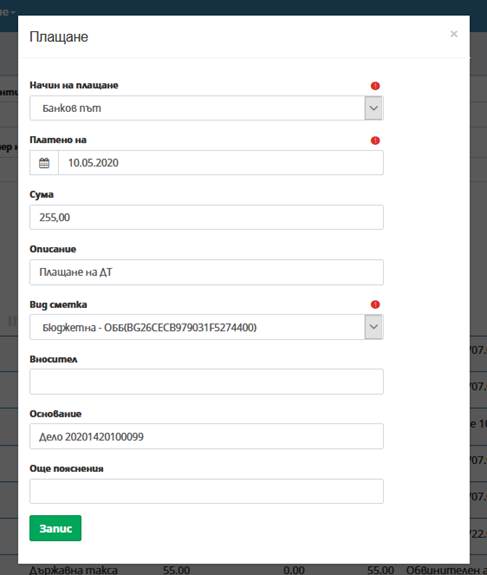 не
Плащане
×
Начин на плащане
Банков път
Платено на
10.05.2020
Сума
255,00
Описание
Плащане на ДТ
Вид сметка
Бюджетна - ОББ(BG26CECB979031F5274400)
Вносител
Основание
Дело 20201420100099
Още пояснения
Запис
Държавна такса 55.00 0.00 55.00 Обвинителен а